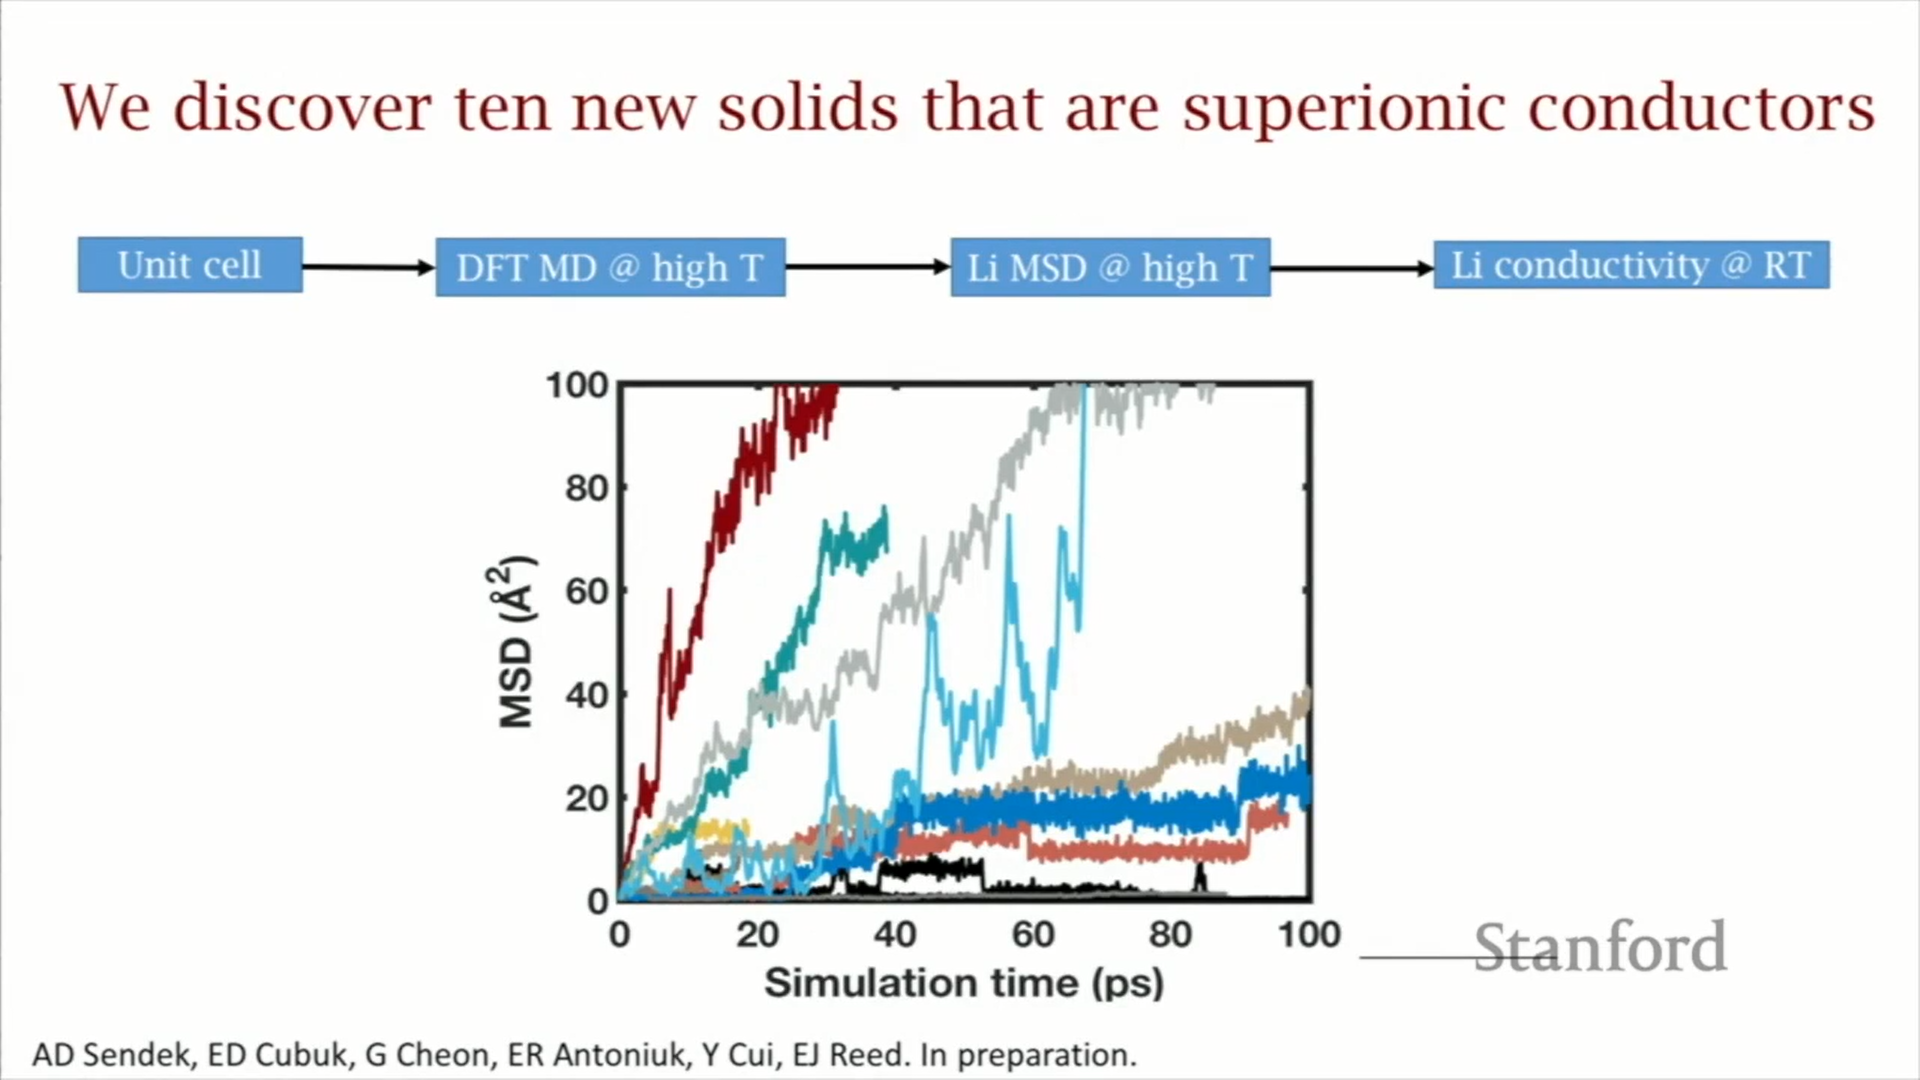 We discover ten new solids that are superionic conductors
Unit cell
DFT MD @ high T
Li MSD @ high T
Li conductivity @ RT
100
80
60
40
20
0
MSD (Å²)
0 20 40 60 80 100
Simulation time (ps)
Stanford
AD Sendek, ED Cubuk, G Cheon, ER Antoniuk, Y Cui, EJ Reed. In preparation.